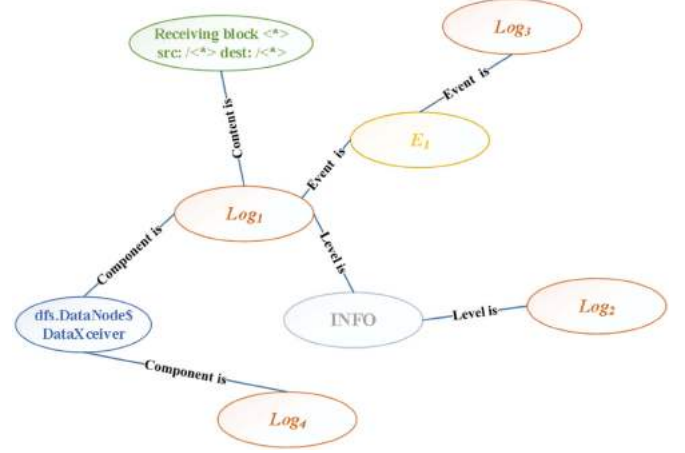 Receiving block <*>
src: /<*> dest: /<*>
Log3
Event is
E1
Content is
Event is
Log1
Component is
Level is
dfs.DataNode$
DataXceiver
INFO
Level is
Log2
Component is
Log4